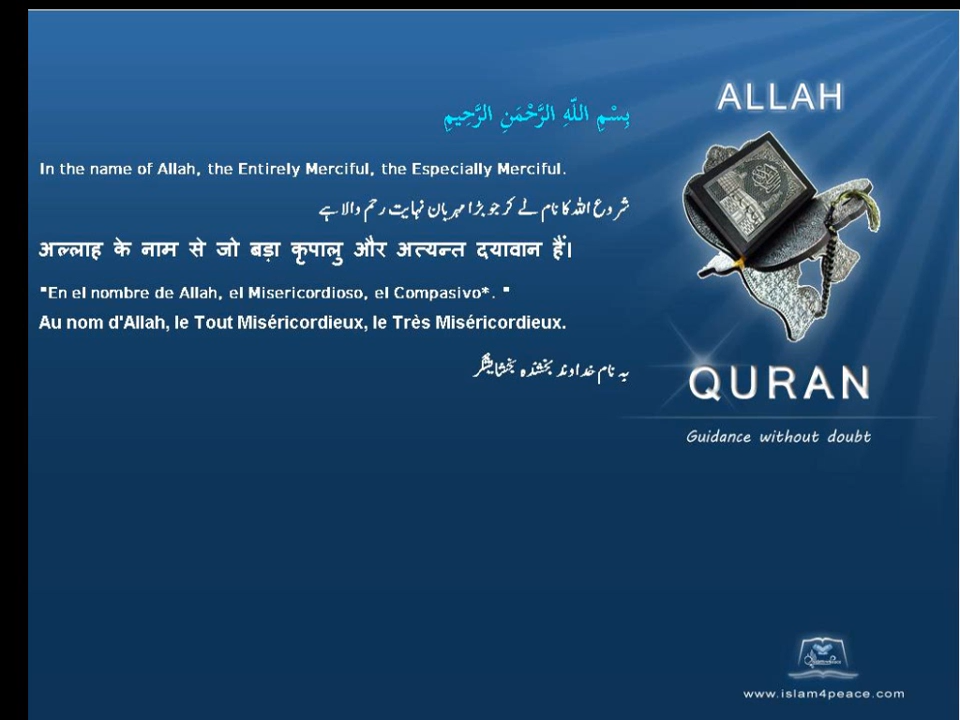 بِسْمِ اللّهِ الرَّحْمَنِ الرَّحِيمِ
In the name of Allah, the Entirely Merciful, the Especially Merciful.
شروع الله کا نام لے کر جو بڑا مہربان نہایت رحم والا ہے
अल्लाह के नाम से जो बड़ा कृपालु और अत्यन्त दयावान हैं।
"En el nombre de Allah, el Misericordioso, el Compasivo*. "
Au nom d'Allah, le Tout Miséricordieux, le Très Miséricordieux.
به نام خداوند بخشنده بخشایشگر
ALLAH
QURAN
Guidance without doubt
www.islam4peace.com